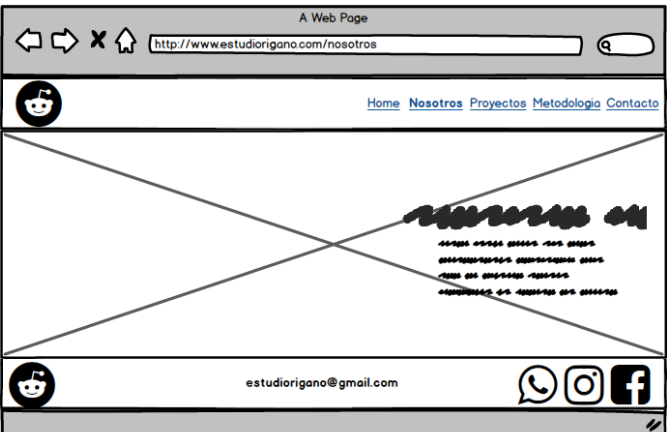 A Web Page
http://www.estudiorigano.com/nosotros
Home Nosotros Proyectos Metodologia Contacto
estudiorigano@gmail.com